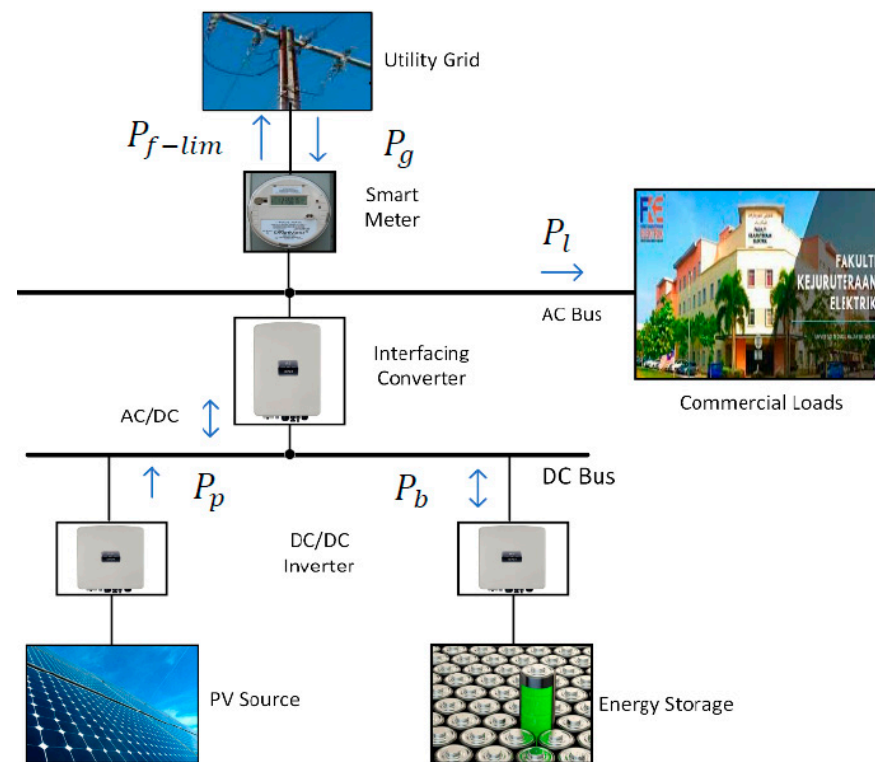 Utility Grid
P_{f-lim}
P_g
Smart
Meter
P_l
FAKULTI
KEJURUTERAAN
ELEKTRIK
AC Bus
Interfacing
Converter
Commercial Loads
AC/DC
P_p
P_b
DC Bus
DC/DC
Inverter
PV Source
Energy Storage